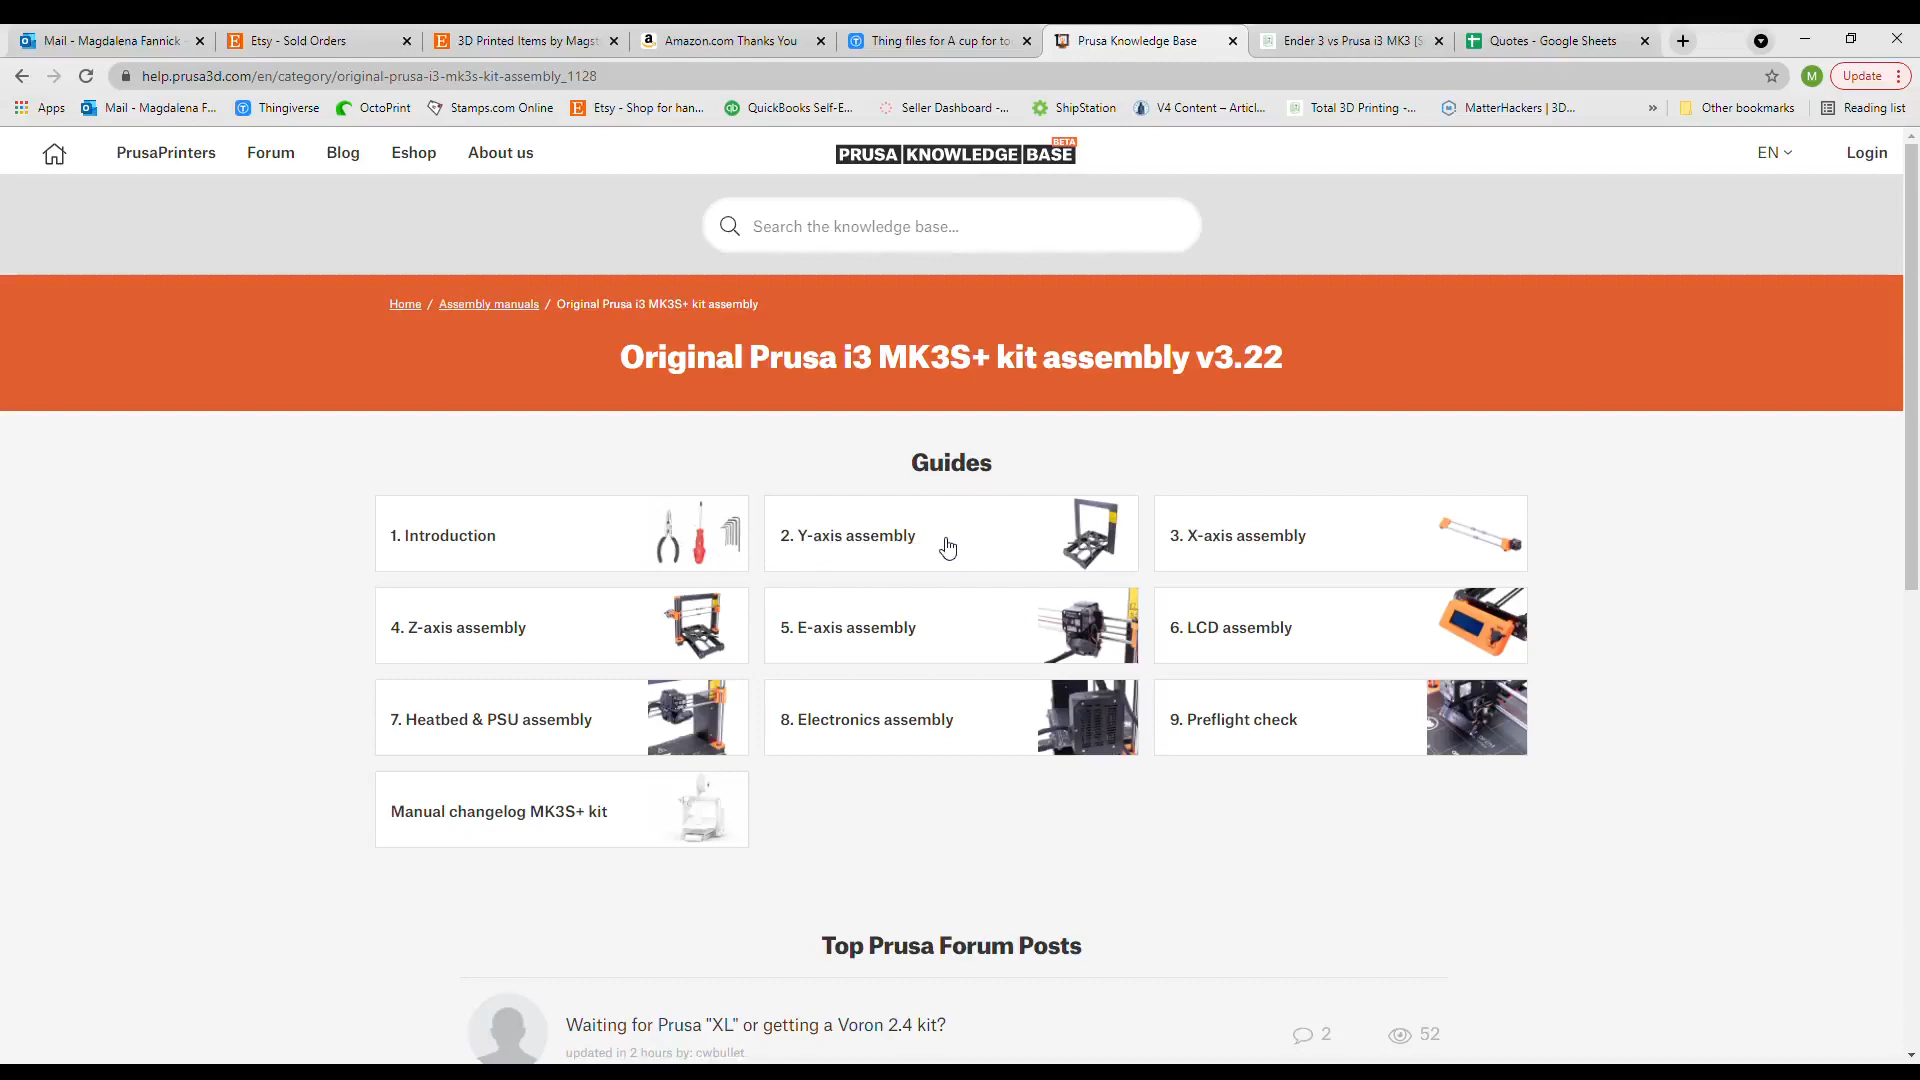 Mail - Magdalena Fannick
Etsy - Sold Orders
3D Printed Items by Magst
Amazon.com Thanks You
Thing files for A cup for to
Prusa Knowledge Base
Ender 3 vs Prusa i3 MK3 [S
Quotes - Google Sheets
help.prusa3d.com/en/category/original-prusa-i3-mk3s-kit-assembly_1128
M
Update
Apps
Mail - Magdalena F...
Thingiverse
OctoPrint
Stamps.com Online
Etsy - Shop for han...
QuickBooks Self-E...
Seller Dashboard -...
ShipStation
V4 Content – Articl...
Total 3D Printing -...
MatterHackers | 3D...
»
Other bookmarks
Reading list
PrusaPrinters
Forum
Blog
Eshop
About us
PRUSA KNOWLEDGE BASE
BETA
EN
Login
Search the knowledge base...
Home / Assembly manuals / Original Prusa i3 MK3S+ kit assembly
Original Prusa i3 MK3S+ kit assembly v3.22
Guides
1. Introduction
2. Y-axis assembly
3. X-axis assembly
4. Z-axis assembly
5. E-axis assembly
6. LCD assembly
7. Heatbed & PSU assembly
8. Electronics assembly
9. Preflight check
Manual changelog MK3S+ kit
Top Prusa Forum Posts
Waiting for Prusa "XL" or getting a Voron 2.4 kit?
2
52
updated in 2 hours by: cwbullet